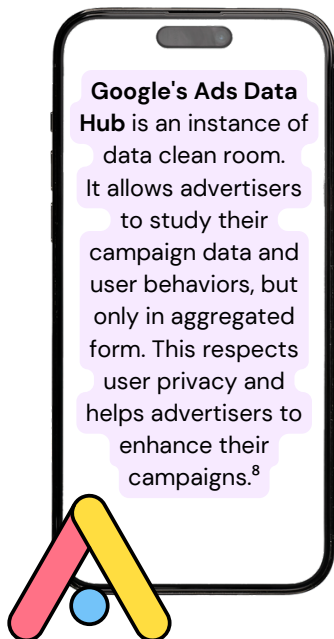 Google's Ads Data
Hub is an instance of
data clean room.
It allows advertisers
to study their
campaign data and
user behaviors, but
only in aggregated
form. This respects
user privacy and
helps advertisers to
enhance their
campaigns.⁸